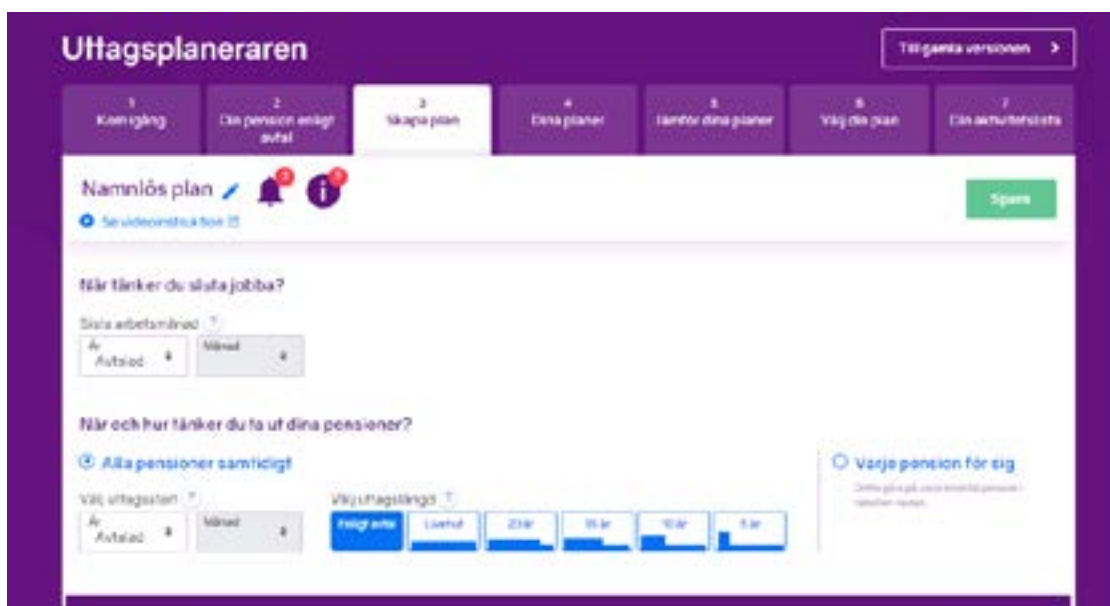 Uttagsplaneraren
Till gamla versionen
1
Kom igång
2
Din pension enligt
avtal
3
Skapa plan
4
Dina planer
5
Jämför dina planer
6
Välj din plan
7
Din aktivitetslista
Namnlös plan
Se videoinstruktion
Spara
När tänker du sluta jobba?
Sista arbetsmånad ?
År
Månad
När och hur tänker du ta ut dina pensioner?
Alla pensioner samtidigt
Varje pension för sig
Välj uttagsstart ?
Välj uttagslängd ?
År
Månad
Enligt avtal
Livsvarigt
20 år
15 år
10 år
5 år